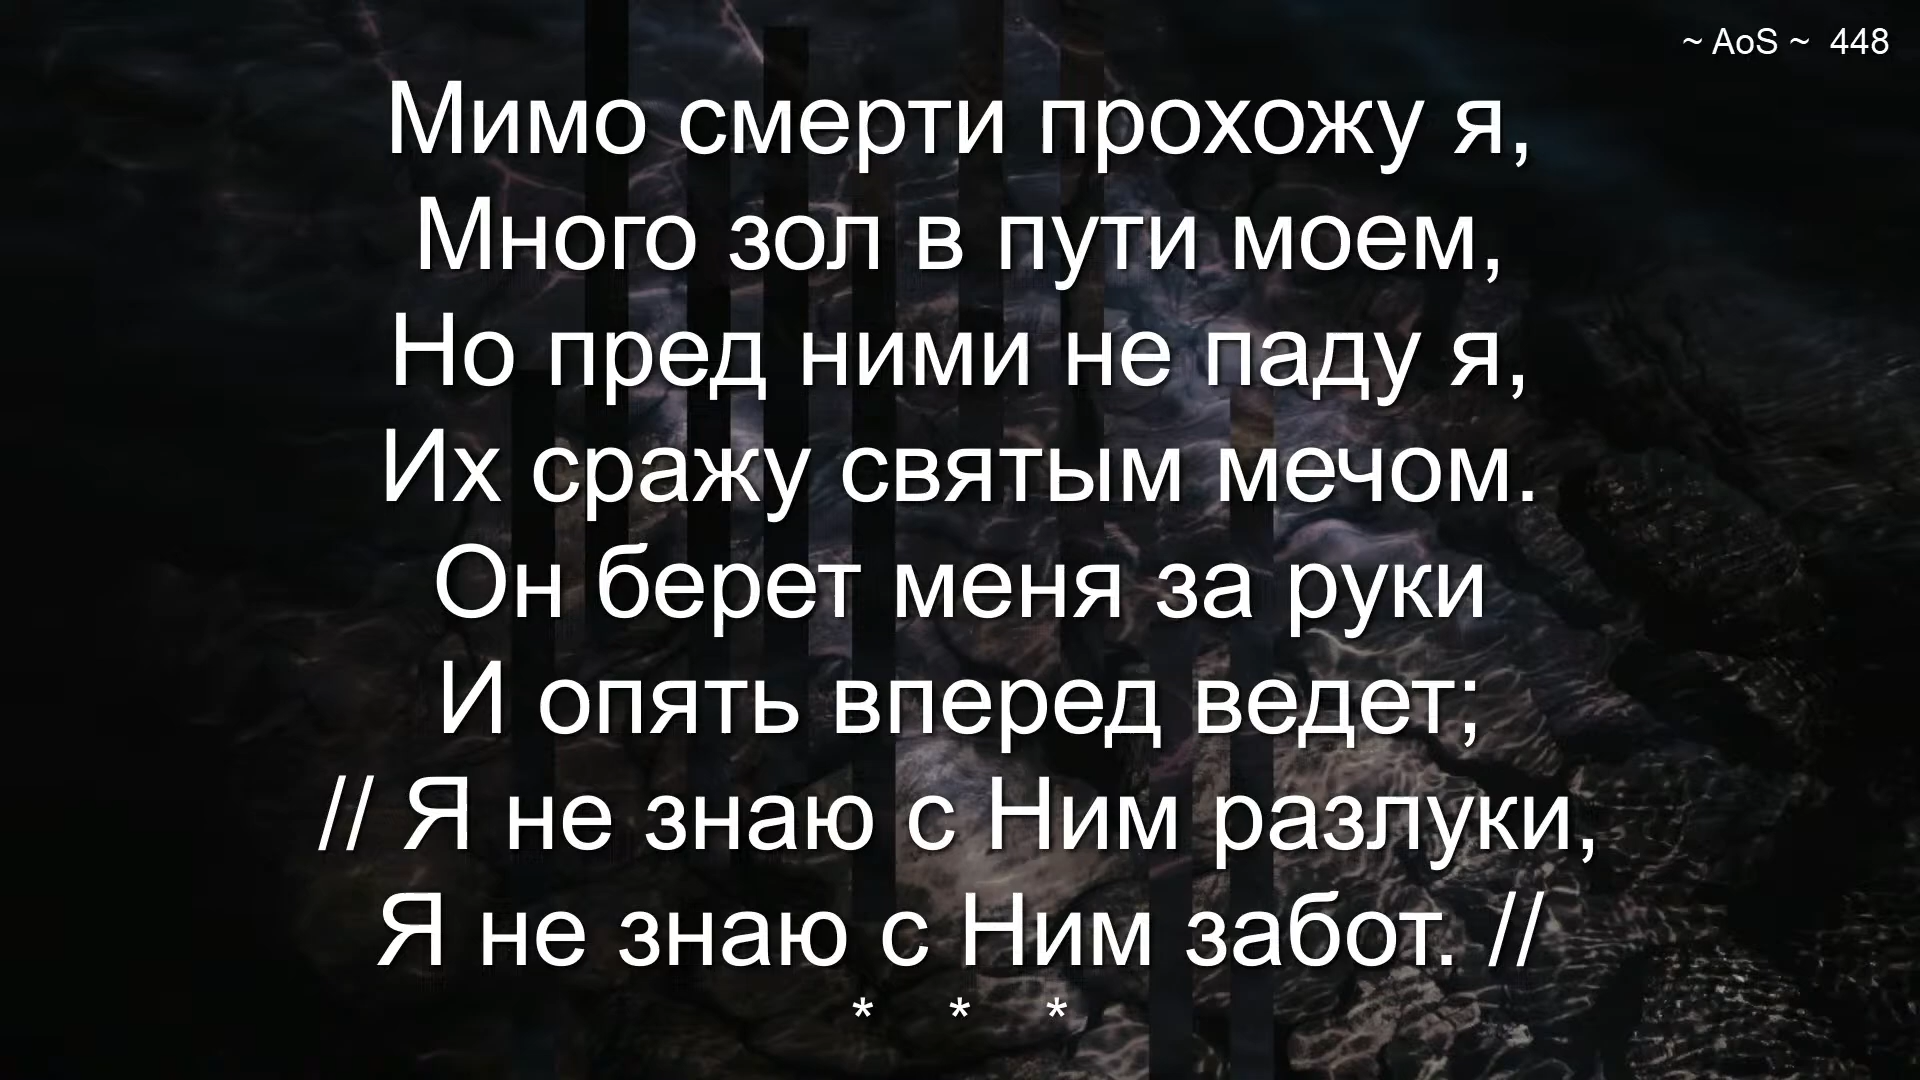 ~ AoS ~ 448
Мимо смерти прохожу я,
Много зол в пути моем,
Но пред ними не паду я,
Их сражу святым мечом.
Он берет меня за руки
И опять вперед ведет;
// Я не знаю с Ним разлуки,
Я не знаю с Ним забот. //
* * *